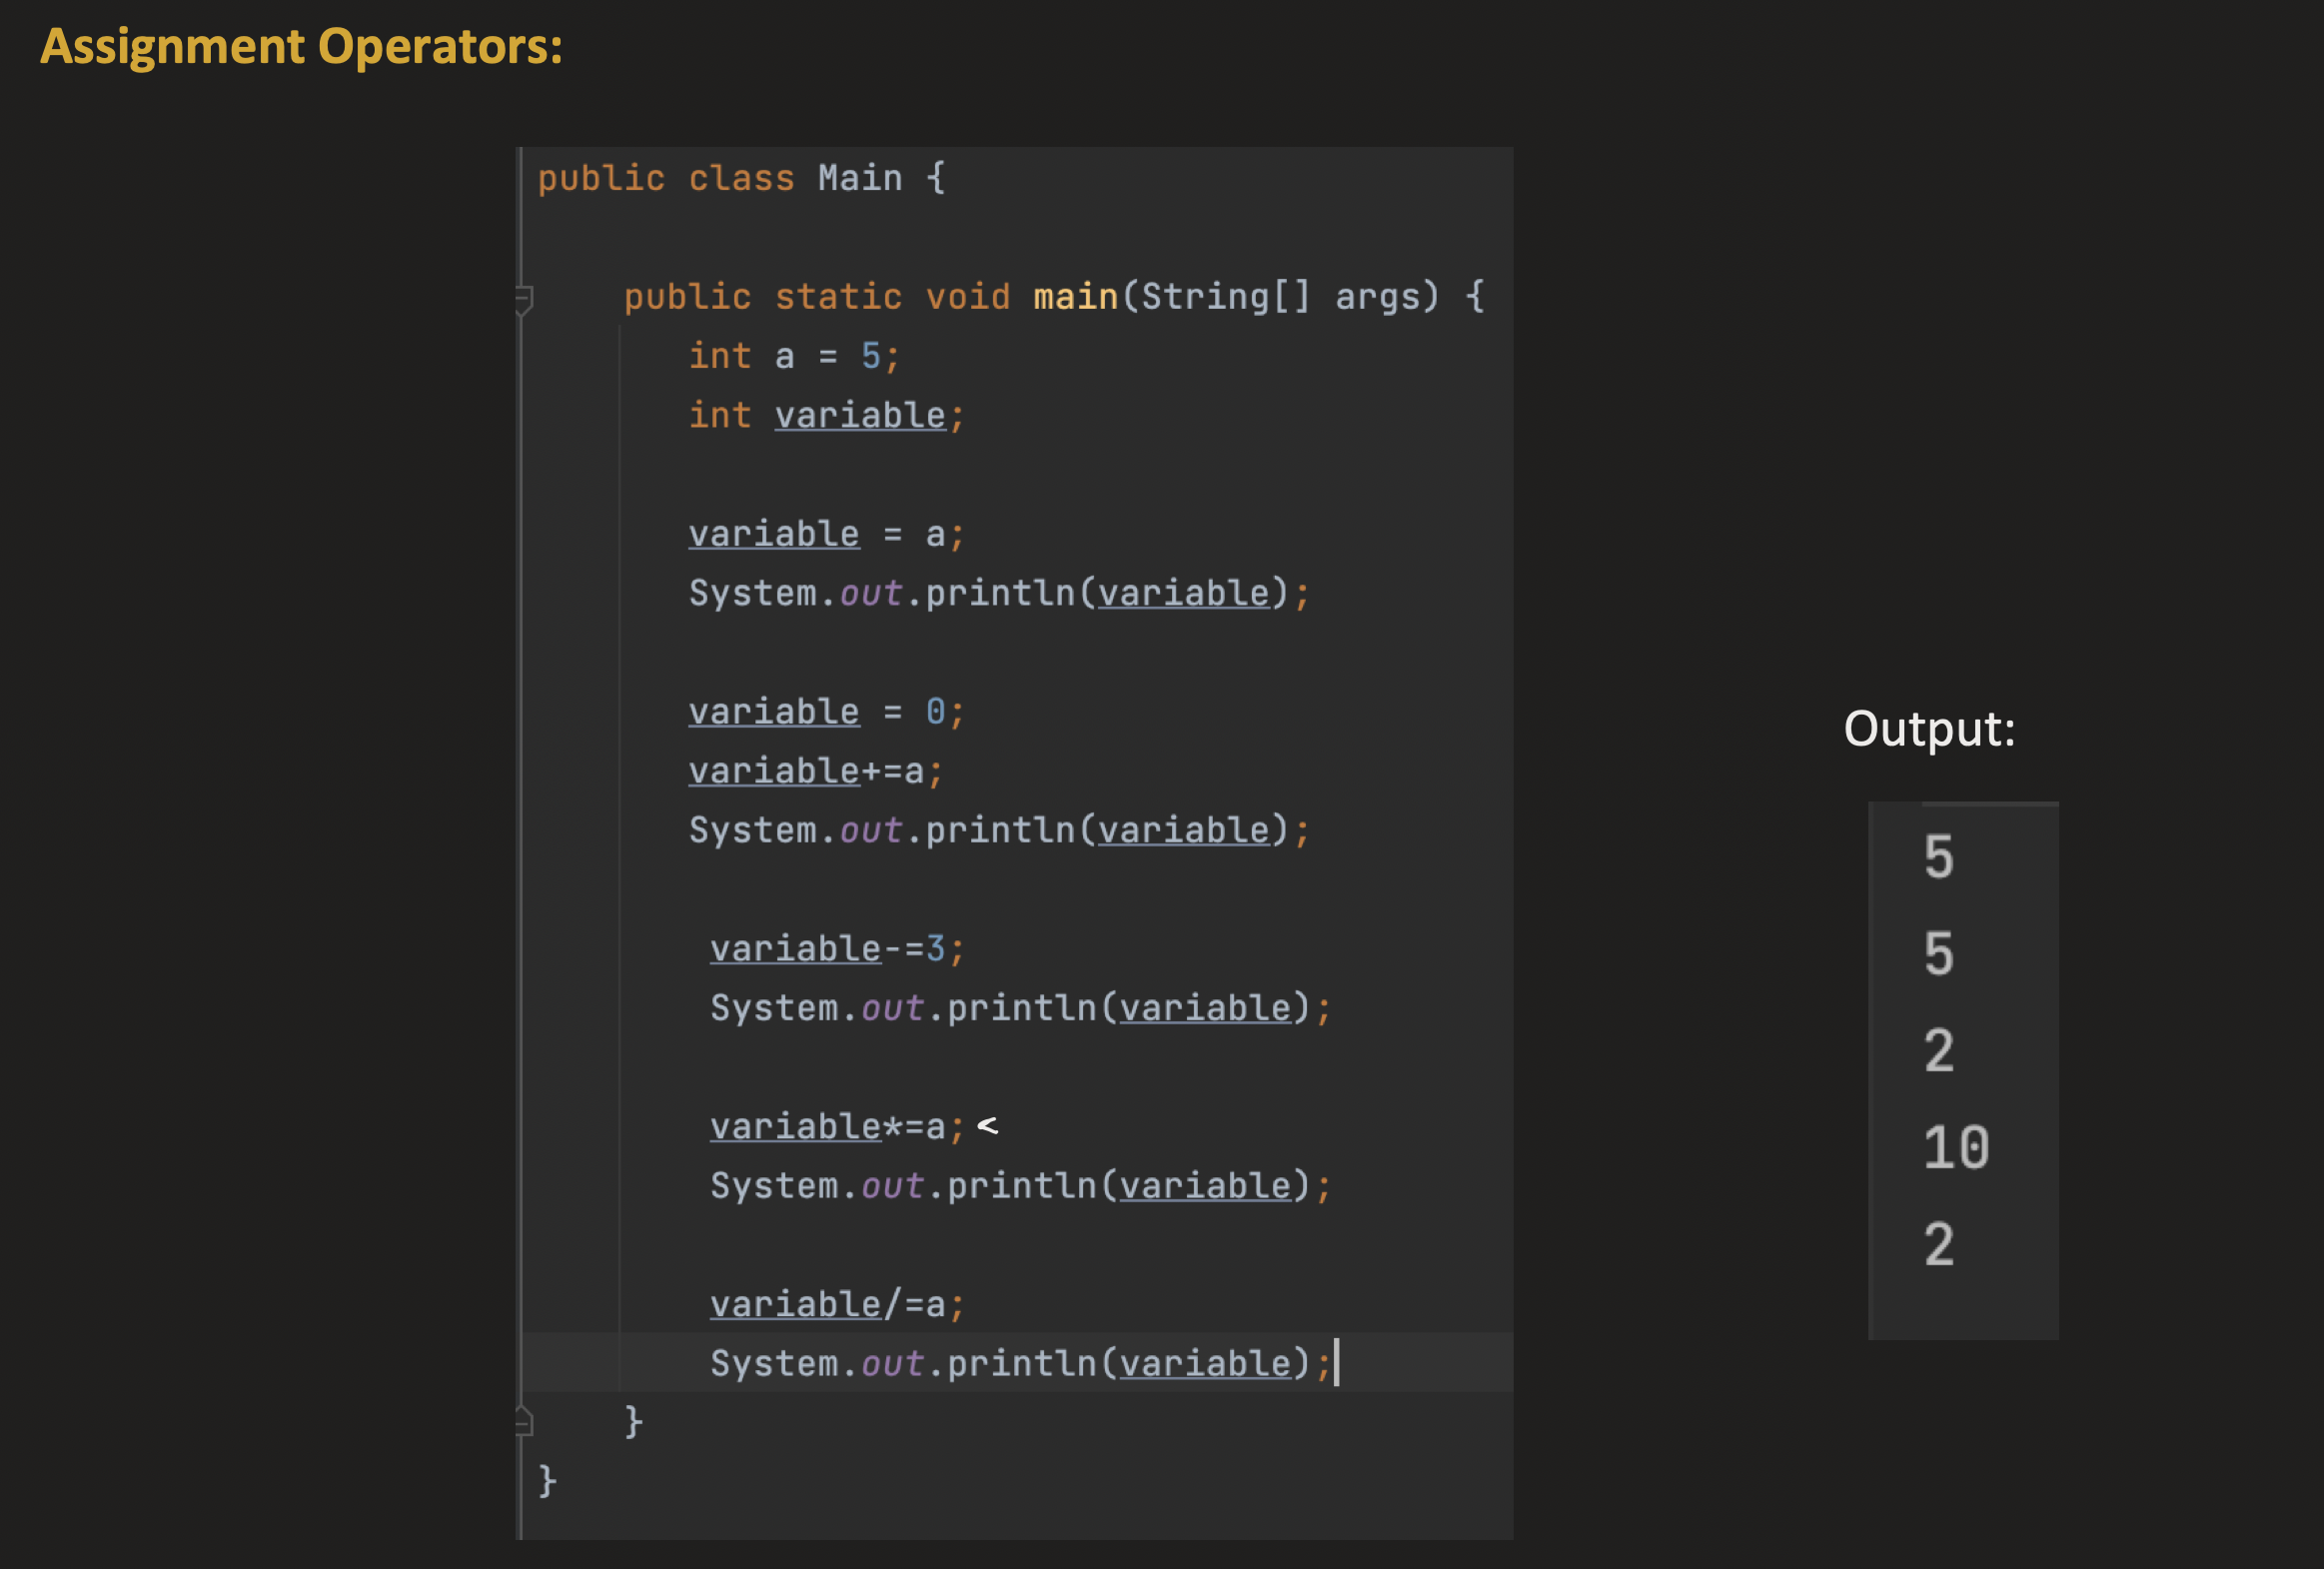 Assignment Operators:
public class Main {
public static void main(String[] args) {
int a = 5;
int variable;
variable = a;
System.out.println(variable);
variable = 0;
variable+=a;
System.out.println(variable);
variable-=3;
System.out.println(variable);
variable*=a; <
System.out.println(variable);
variable/=a;
System.out.println(variable);
}
}
Output:
5
5
2
10
2